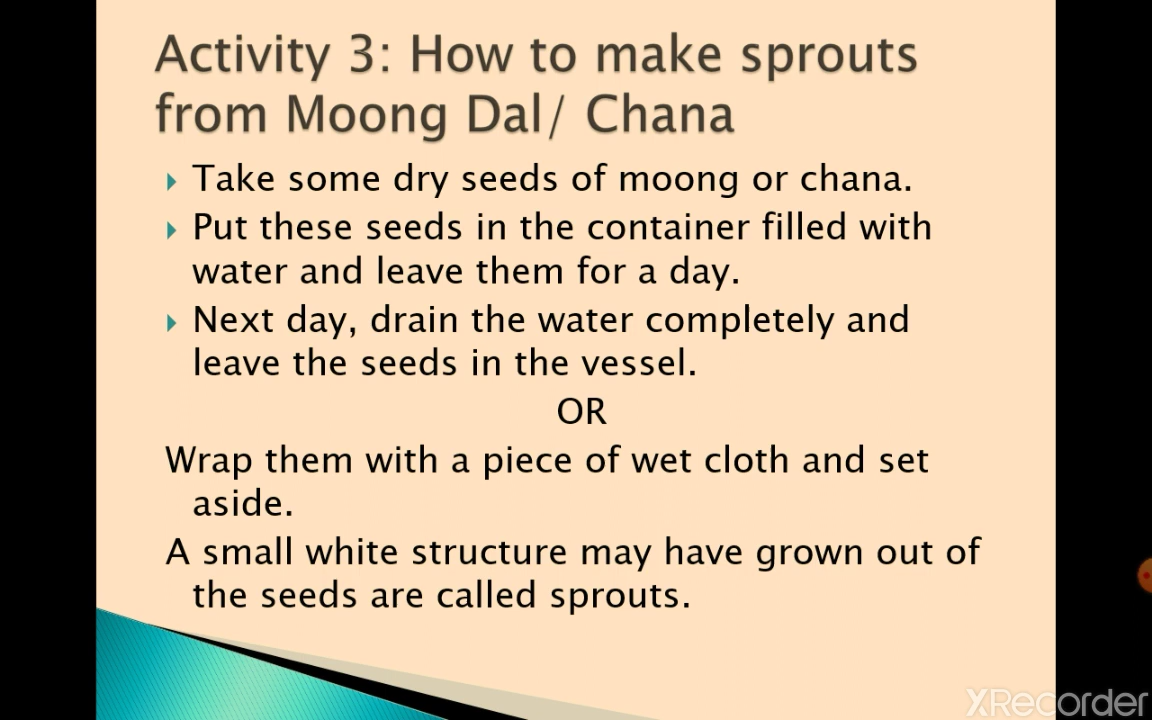 Activity 3: How to make sprouts
from Moong Dal/ Chana
Take some dry seeds of moong or chana.
Put these seeds in the container filled with
water and leave them for a day.
Next day, drain the water completely and
leave the seeds in the vessel.
OR
Wrap them with a piece of wet cloth and set
aside.
A small white structure may have grown out of
the seeds are called sprouts.
XRecorder